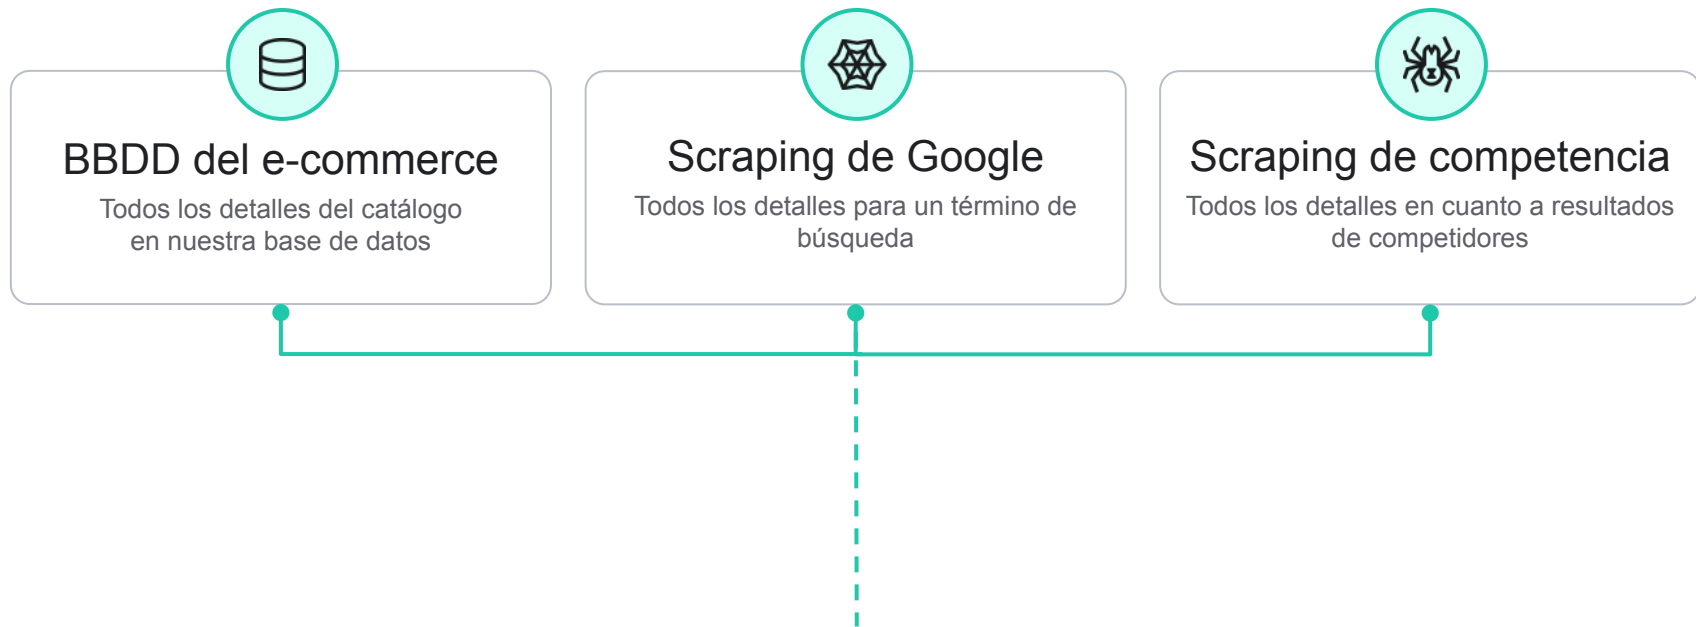 BBDD del e-commerce
Todos los detalles del catálogo
en nuestra base de datos
Scraping de Google
Todos los detalles para un término de
búsqueda
Scraping de competencia
Todos los detalles en cuanto a resultados
de competidores